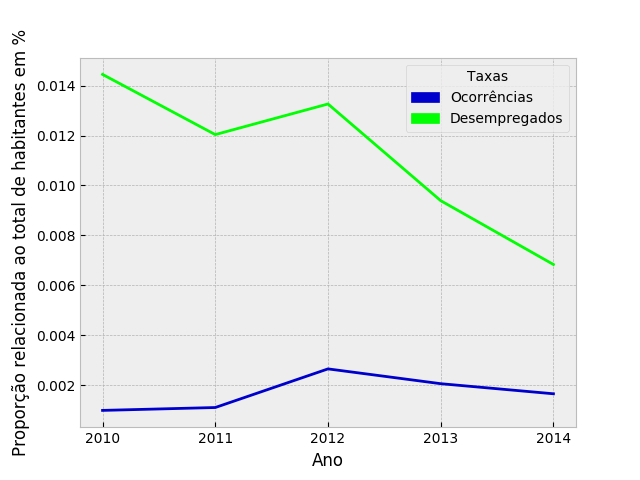 Proporção relacionada ao total de habitantes em %
0.014
0.012
0.010
0.008
0.006
0.004
0.002
Taxas
Ocorrências
Desempregados
2010 2011 2012 2013 2014
Ano